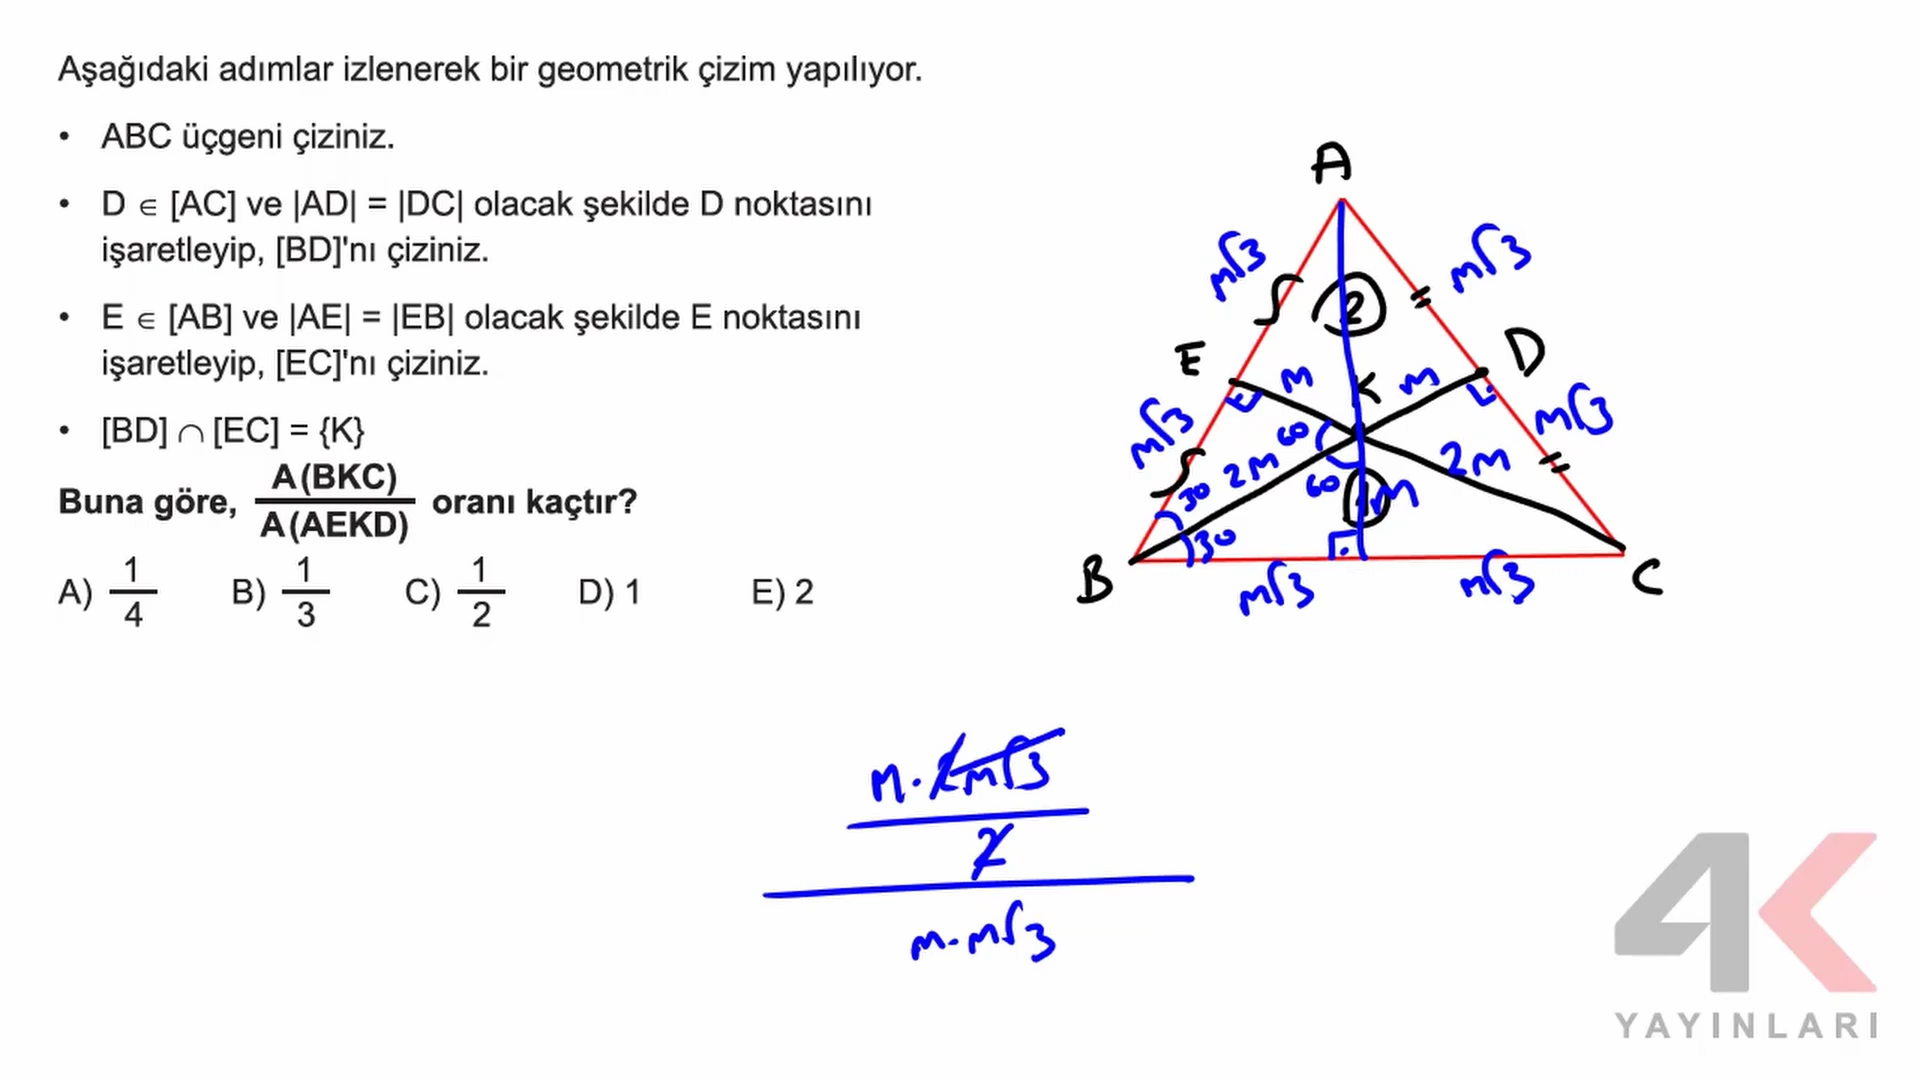 Aşağıdaki adımlar izlenerek bir geometrik çizim yapılıyor.
• ABC üçgeni çiziniz.
• D ∈ [AC] ve |AD| = |DC| olacak şekilde D noktasını
işaretleyip, [BD]'nı çiziniz.
• E ∈ [AB] ve |AE| = |EB| olacak şekilde E noktasını
işaretleyip, [EC]'nı çiziniz.
• [BD] ∩ [EC] = {K}
Buna göre, A(BKC)/A(AEKD) oranı kaçtır?
A) 1/4 B) 1/3 C) 1/2 D) 1 E) 2
A
m√3 m√3
2
E D
m K m
m√3 m√3
60 2m
2m
30 60 1 m
30
B C
m√3 m√3
m · 2m√3
2
m · m√3
4K
YAYINLARI